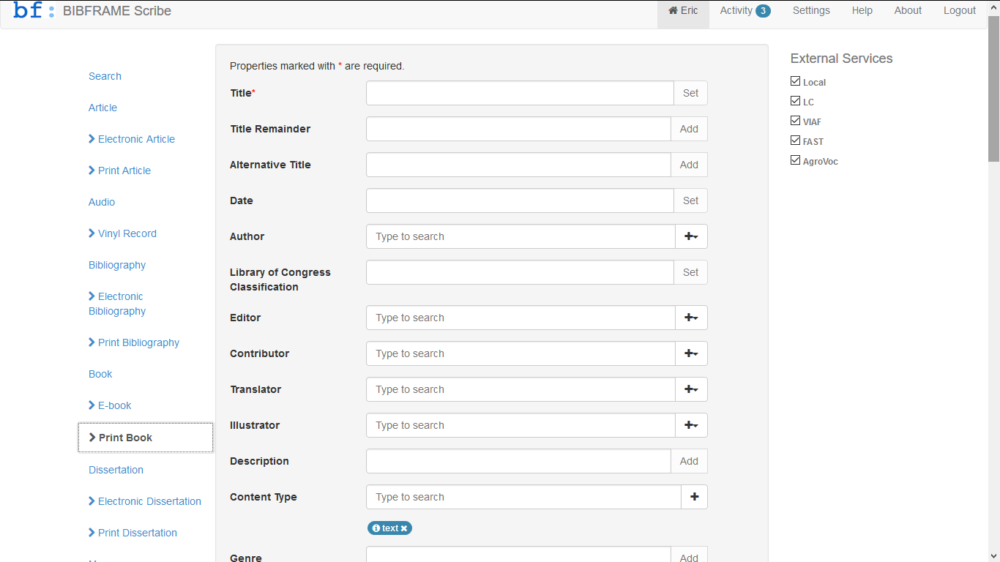 bf: BIBFRAME Scribe
Eric Activity 3 Settings Help About Logout
Search
Article
Electronic Article
Print Article
Audio
Vinyl Record
Bibliography
Electronic
Bibliography
Print Bibliography
Book
E-book
Print Book
Dissertation
Electronic Dissertation
Print Dissertation
Properties marked with * are required.
Title* Set
Title Remainder Add
Alternative Title Add
Date Set
Author Type to search
Library of Congress Set
Classification
Editor Type to search
Contributor Type to search
Translator Type to search
Illustrator Type to search
Description Add
Content Type Type to search
text
Genre Add
External Services
Local
LC
VIAF
FAST
AgroVoc